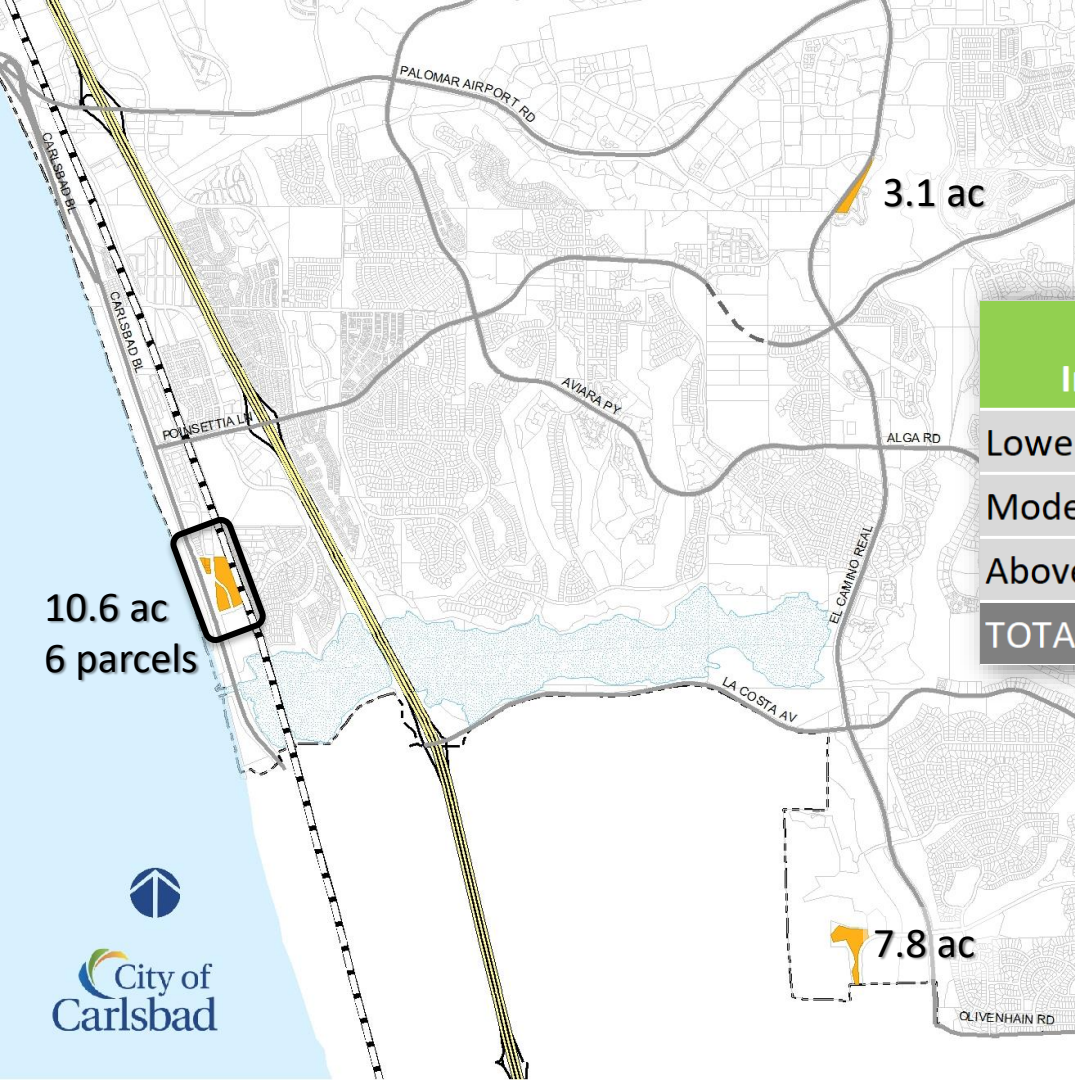 PALOMAR AIRPORT RD
CARLSBAD BL
3.1 ac
CARLSBAD BL
AVIARA PY
POINSETTIA LN
ALGA RD
Lowe
Mode
EL CAMINO REAL
Above
10.6 ac
6 parcels
TOTA
LA COSTA AV
7.8 ac
City of
Carlsbad
OLIVENHAIN RD